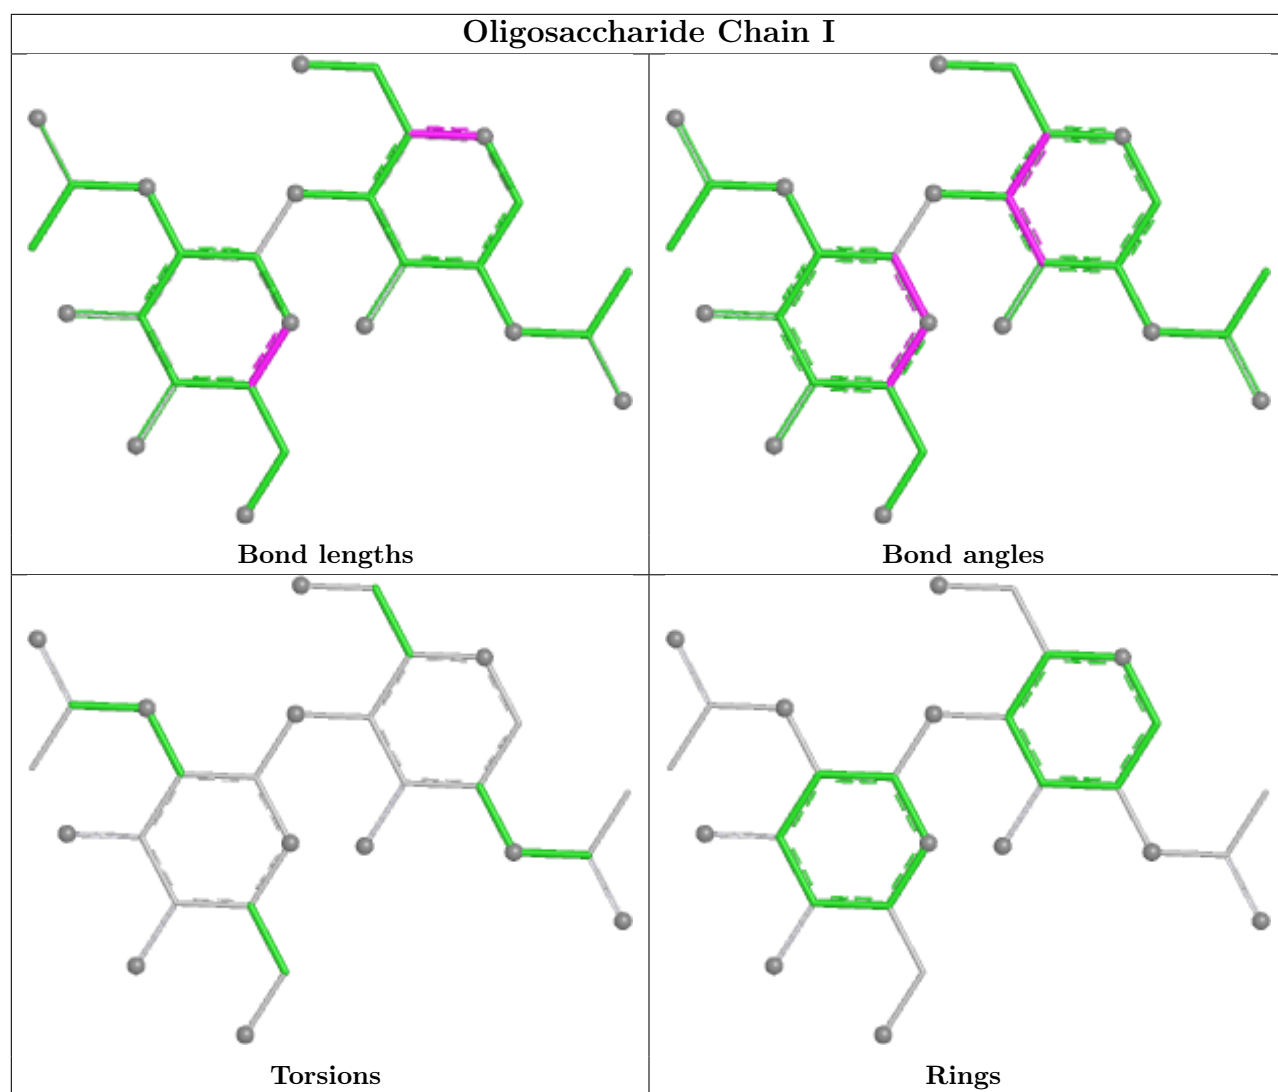 Oligosaccharide Chain I
Bond lengths
Bond angles
Torsions
Rings